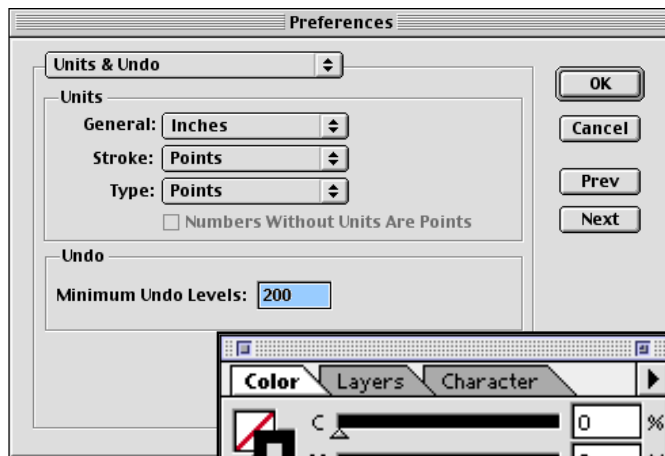 Preferences
Units & Undo
Units
General: Inches
Stroke: Points
Type: Points
Numbers Without Units Are Points
Undo
Minimum Undo Levels: 200
OK
Cancel
Prev
Next
Color Layers Character
C 0 %